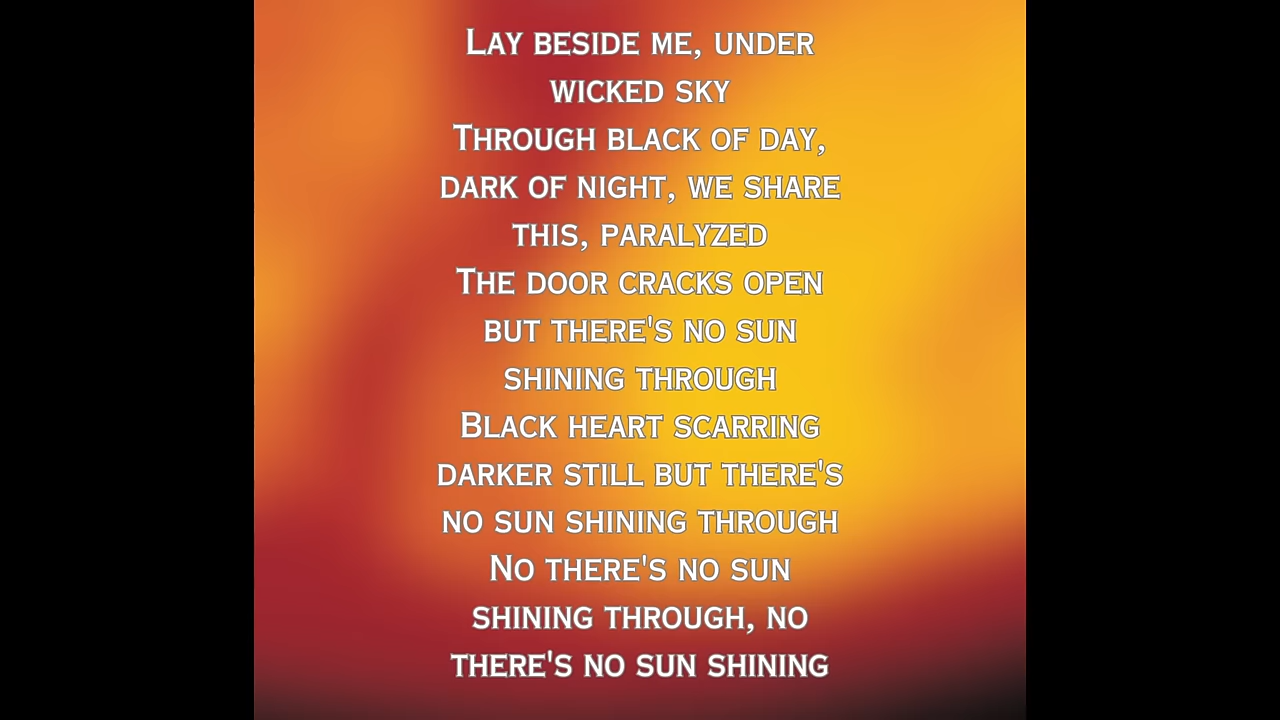 Lay beside me, under
wicked sky
Through black of day,
dark of night, we share
this, paralyzed
The door cracks open
but there's no sun
shining through
Black heart scarring
darker still but there's
no sun shining through
No there's no sun
shining through, no
there's no sun shining